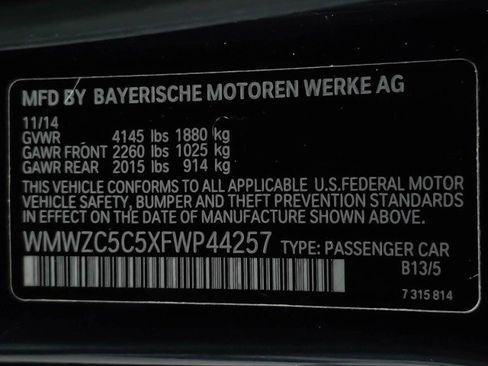 MFD BY BAYERISCHE MOTOREN WERKE AG
11/14
GVWR 4145 lbs 1880 kg
GAWR FRONT 2260 lbs 1025 kg
GAWR REAR 2015 lbs 914 kg
THIS VEHICLE CONFORMS TO ALL APPLICABLE U.S.FEDERAL MOTOR
VEHICLE SAFETY, BUMPER AND THEFT PREVENTION STANDARDS
IN EFFECT ON THE DATE OF MANUFACTURE SHOWN ABOVE.
WMWZC5C5XFWP44257 TYPE: PASSENGER CAR
B13/5
7 315 814